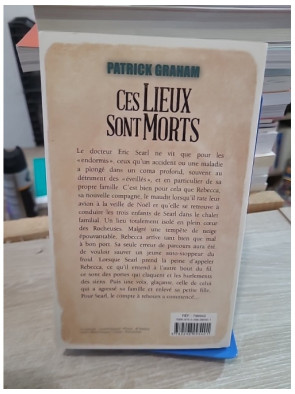 PATRICK GRAHAM
CES LIEUX
SONT MORTS
Le docteur Eric Searl ne vit que pour les
« endormis », ceux qu'un accident ou une maladie
a plongé dans un coma profond, souvent au
détriment des « éveillés », et en particulier de sa
propre famille. C'est bien pour cela que Rebecca,
sa nouvelle compagne, le maudit lorsqu'il rate leur
avion à la veille de Noël et qu'elle se retrouve à
conduire les trois enfants de Searl dans le chalet
familial. Un lieu totalement isolé en plein cœur
des Rocheuses. Malgré une tempête de neige
épouvantable, Rebecca arrive tant bien que mal
à bon port. Sa seule erreur de parcours aura été
de vouloir sauver un jeune auto-stoppeur du
froid. Lorsque Searl prend la peine d'appeler
Rebecca, ce qu'il entend à l'autre bout du fil,
ce sont des portes qui claquent et les hurlements
des siens. Puis une voix, glaçante, celle de celui
qui a agressé sa famille et enlevé sa petite fille.
Pour Searl, le compte à rebours a commencé...